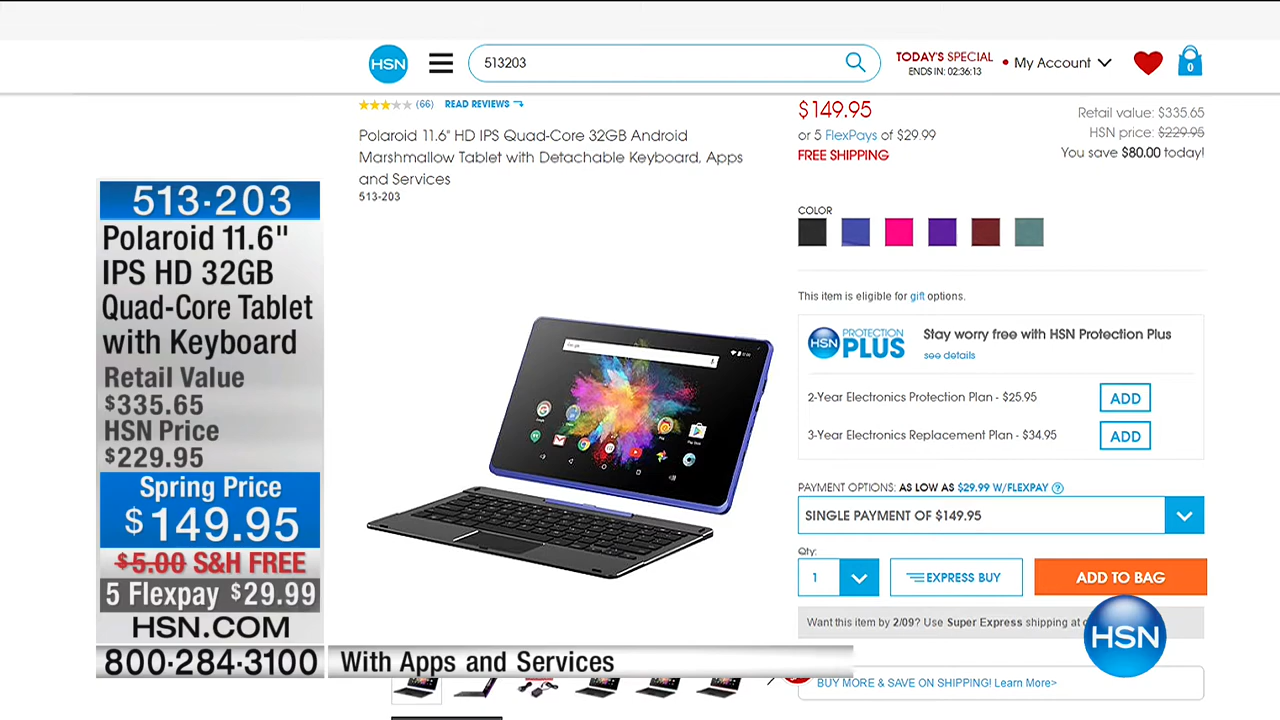 HSN
513203
TODAY'S SPECIAL
ENDS IN: 02:36:13
My Account
0
(66) READ REVIEWS
Polaroid 11.6" HD IPS Quad-Core 32GB Android
Marshmallow Tablet with Detachable Keyboard, Apps
and Services
513-203
$149.95
or 5 FlexPays of $29.99
FREE SHIPPING
Retail value: $335.65
HSN price: $229.95
You save $80.00 today!
COLOR
This item is eligible for gift options.
HSN PROTECTION PLUS
Stay worry free with HSN Protection Plus
see details
2-Year Electronics Protection Plan - $25.95
ADD
3-Year Electronics Replacement Plan - $34.95
ADD
PAYMENT OPTIONS: AS LOW AS $29.99 W/FLEXPAY ?
SINGLE PAYMENT OF $149.95
Qty:
1
EXPRESS BUY
ADD TO BAG
Want this item by 2/09? Use Super Express shipping at
HSN
BUY MORE & SAVE ON SHIPPING! Learn More>
513-203
Polaroid 11.6"
IPS HD 32GB
Quad-Core Tablet
with Keyboard
Retail Value
$335.65
HSN Price
$229.95
Spring Price
$149.95
$5.00 S&H FREE
5 Flexpay $29.99
HSN.COM
800-284-3100
With Apps and Services